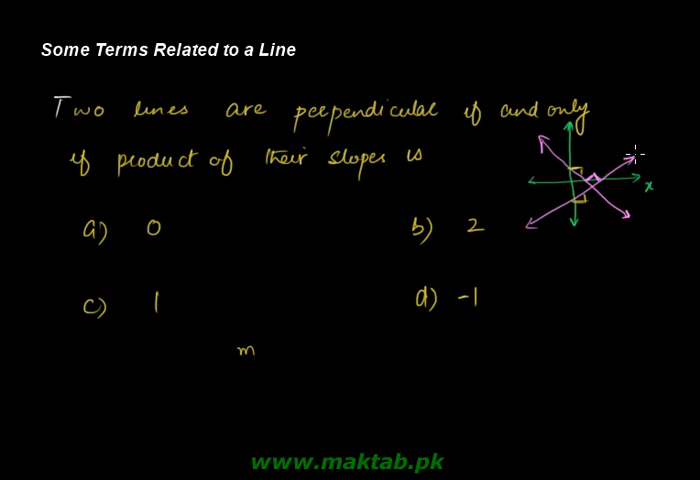 Some Terms Related to a Line
Two lines are perpendicular if and only
if product of their slopes is
x
a) 0
b) 2
c) 1
d) -1
m
www.maktab.pk